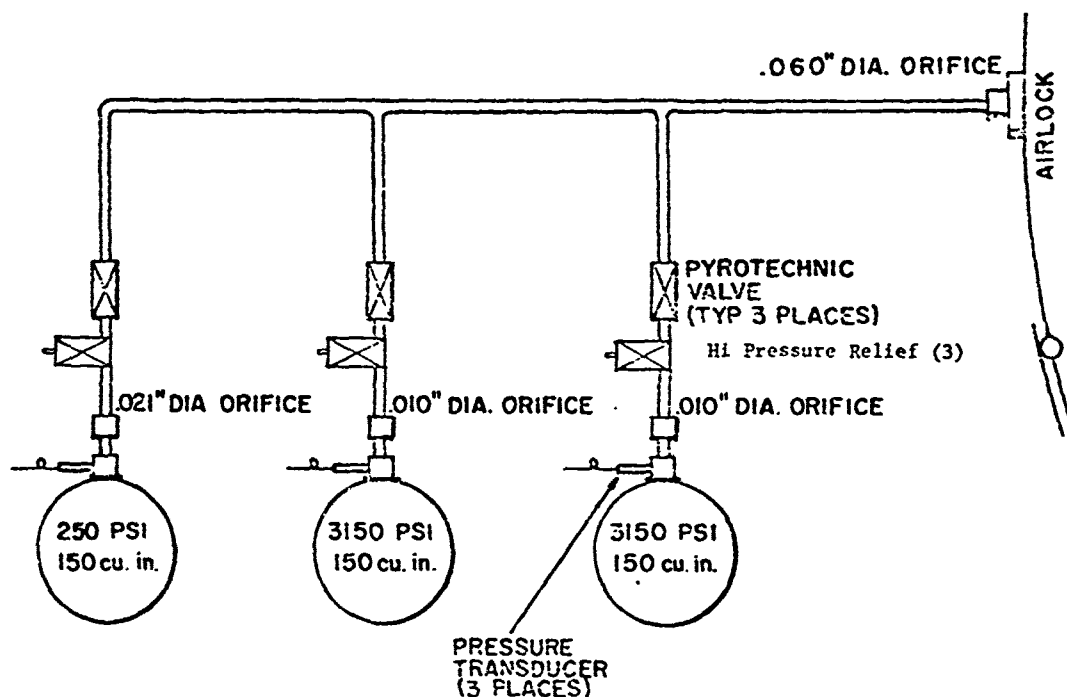 .060" DIA. ORIFICE
AIRLOCK
PYROTECHNIC
VALVE
(TYP 3 PLACES)
Hi Pressure Relief (3)
.021" DIA ORIFICE
.010" DIA. ORIFICE
.010" DIA. ORIFICE
250 PSI
150 cu. in.
3150 PSI
150 cu. in.
3150 PSI
150 cu. in.
PRESSURE
TRANSDUCER
(3 PLACES)